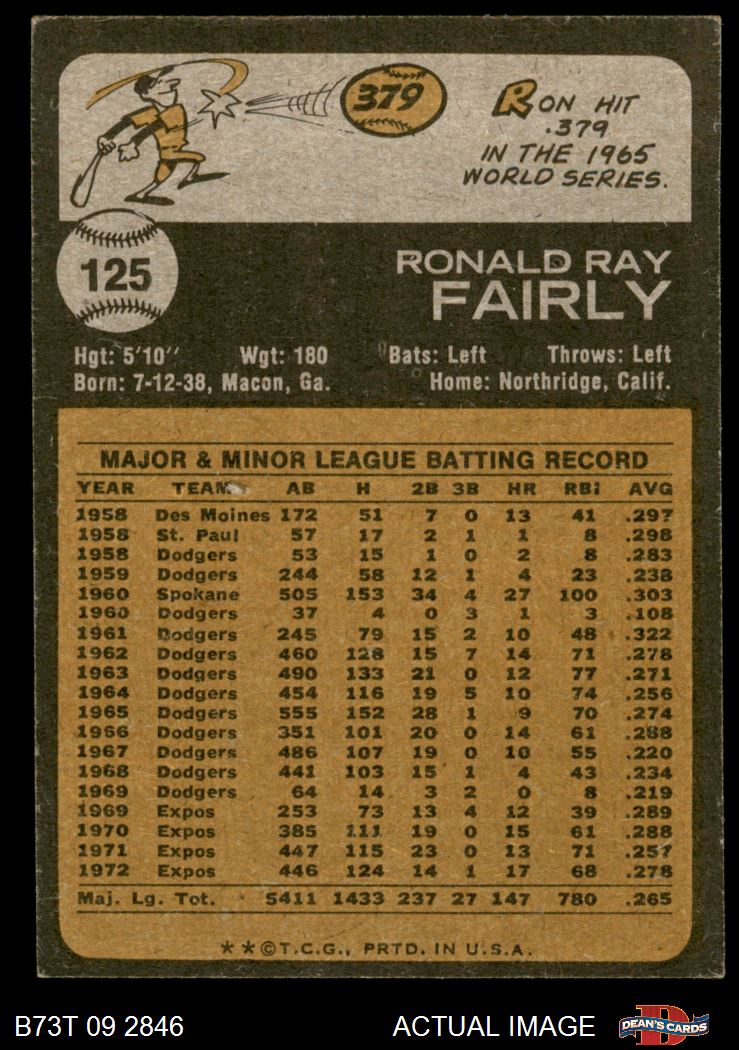 379
RON HIT
.379
IN THE 1965
WORLD SERIES.
125
RONALD RAY
FAIRLY
Hgt: 5'10" Wgt: 180 Bats: Left Throws: Left
Born: 7-12-38, Macon, Ga. Home: Northridge, Calif.
MAJOR & MINOR LEAGUE BATTING RECORD
YEAR TEAM AB H 2B 3B HR RBI AVG
1958 Des Moines 172 51 7 0 13 41 .297
1958 St. Paul 57 17 2 1 1 8 .298
1958 Dodgers 53 15 1 0 2 8 .283
1959 Dodgers 244 58 12 1 4 23 .238
1960 Spokane 505 153 34 4 27 100 .303
1960 Dodgers 37 4 0 3 1 3 .108
1961 Dodgers 245 79 15 2 10 48 .322
1962 Dodgers 460 128 15 7 14 71 .278
1963 Dodgers 490 133 21 0 12 77 .271
1964 Dodgers 454 116 19 5 10 74 .256
1965 Dodgers 555 152 28 1 9 70 .274
1966 Dodgers 351 101 20 0 14 61 .288
1967 Dodgers 486 107 19 0 10 55 .220
1968 Dodgers 441 103 15 1 4 43 .234
1969 Dodgers 64 14 3 2 0 8 .219
1969 Expos 253 73 13 4 12 39 .289
1970 Expos 385 111 19 0 15 61 .288
1971 Expos 447 115 23 0 13 71 .257
1972 Expos 446 124 14 1 17 68 .278
Maj. Lg. Tot. 5411 1433 237 27 147 780 .265
**©T.C.G., PRTD. IN U.S.A.
B73T 09 2846 ACTUAL IMAGE D DEAN'S CARDS